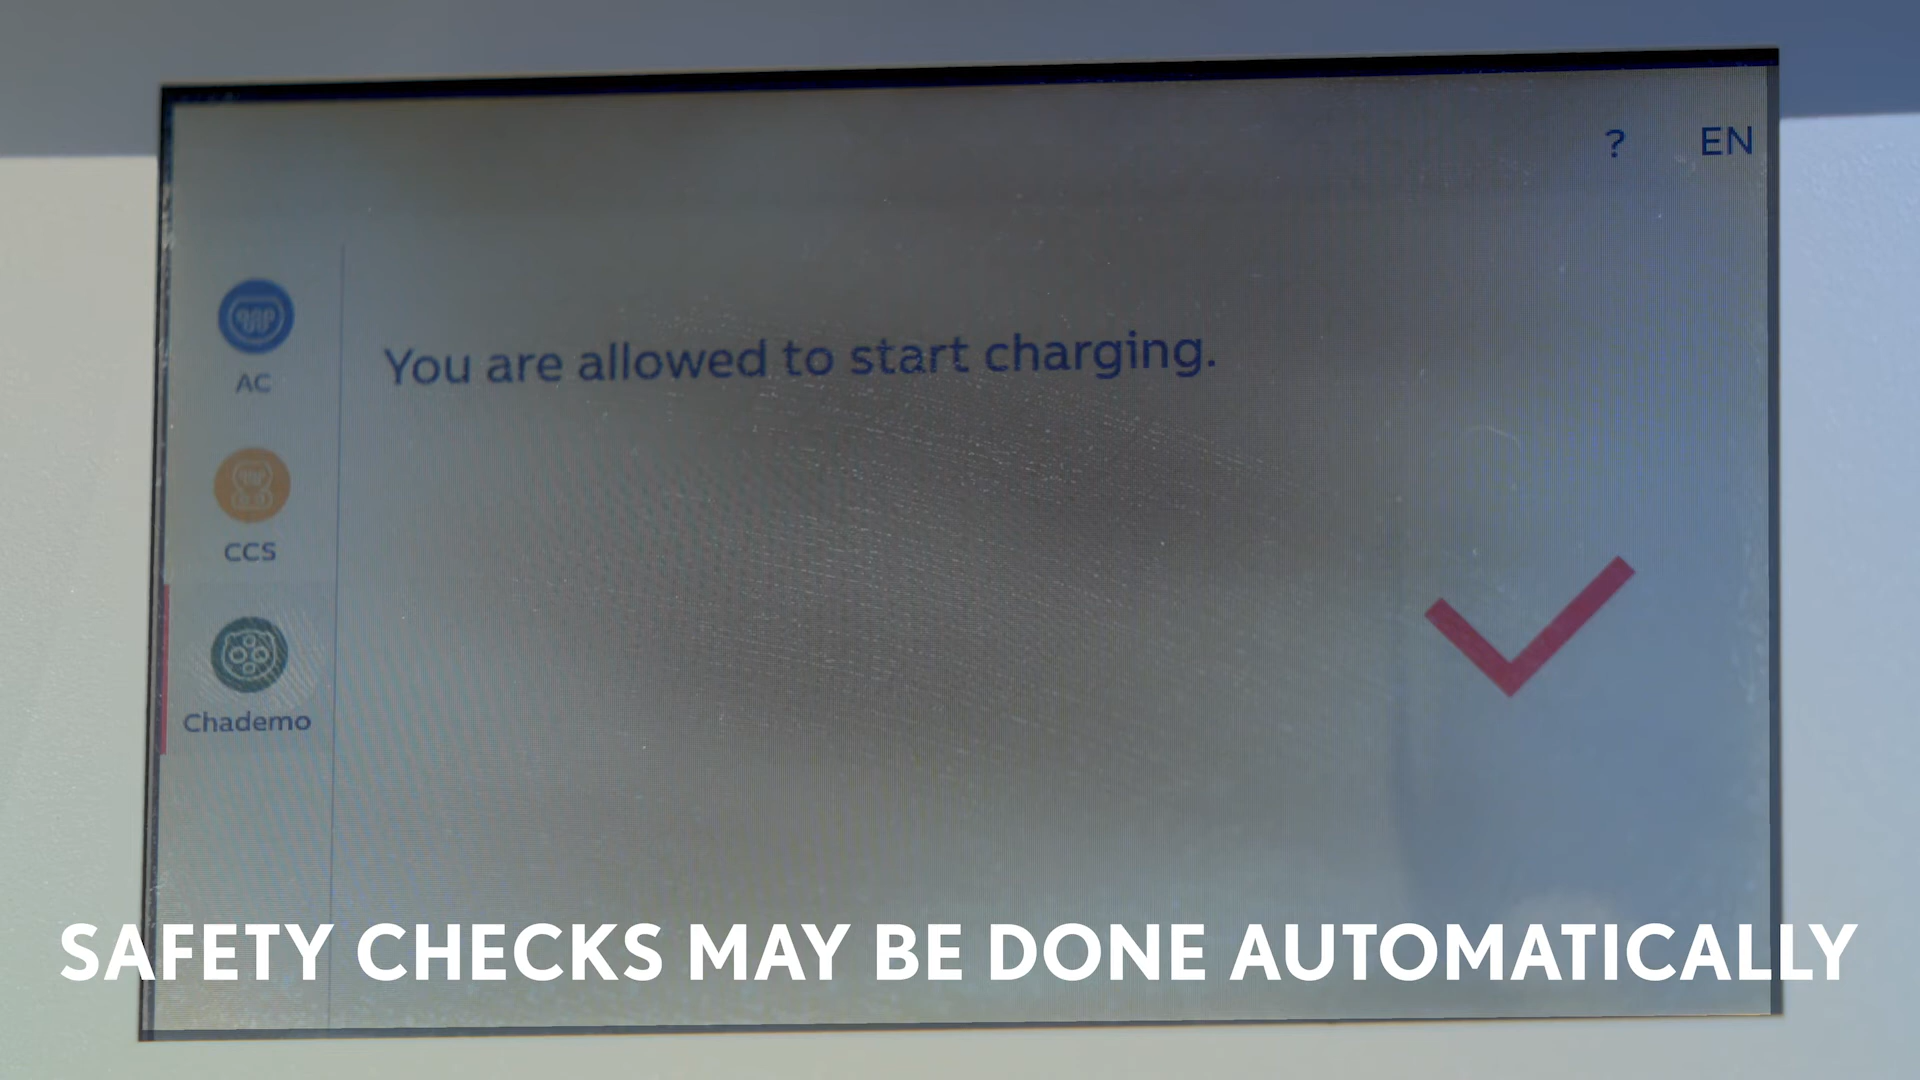 ? EN
You are allowed to start charging.
AC
CCS
Chademo
SAFETY CHECKS MAY BE DONE AUTOMATICALLY